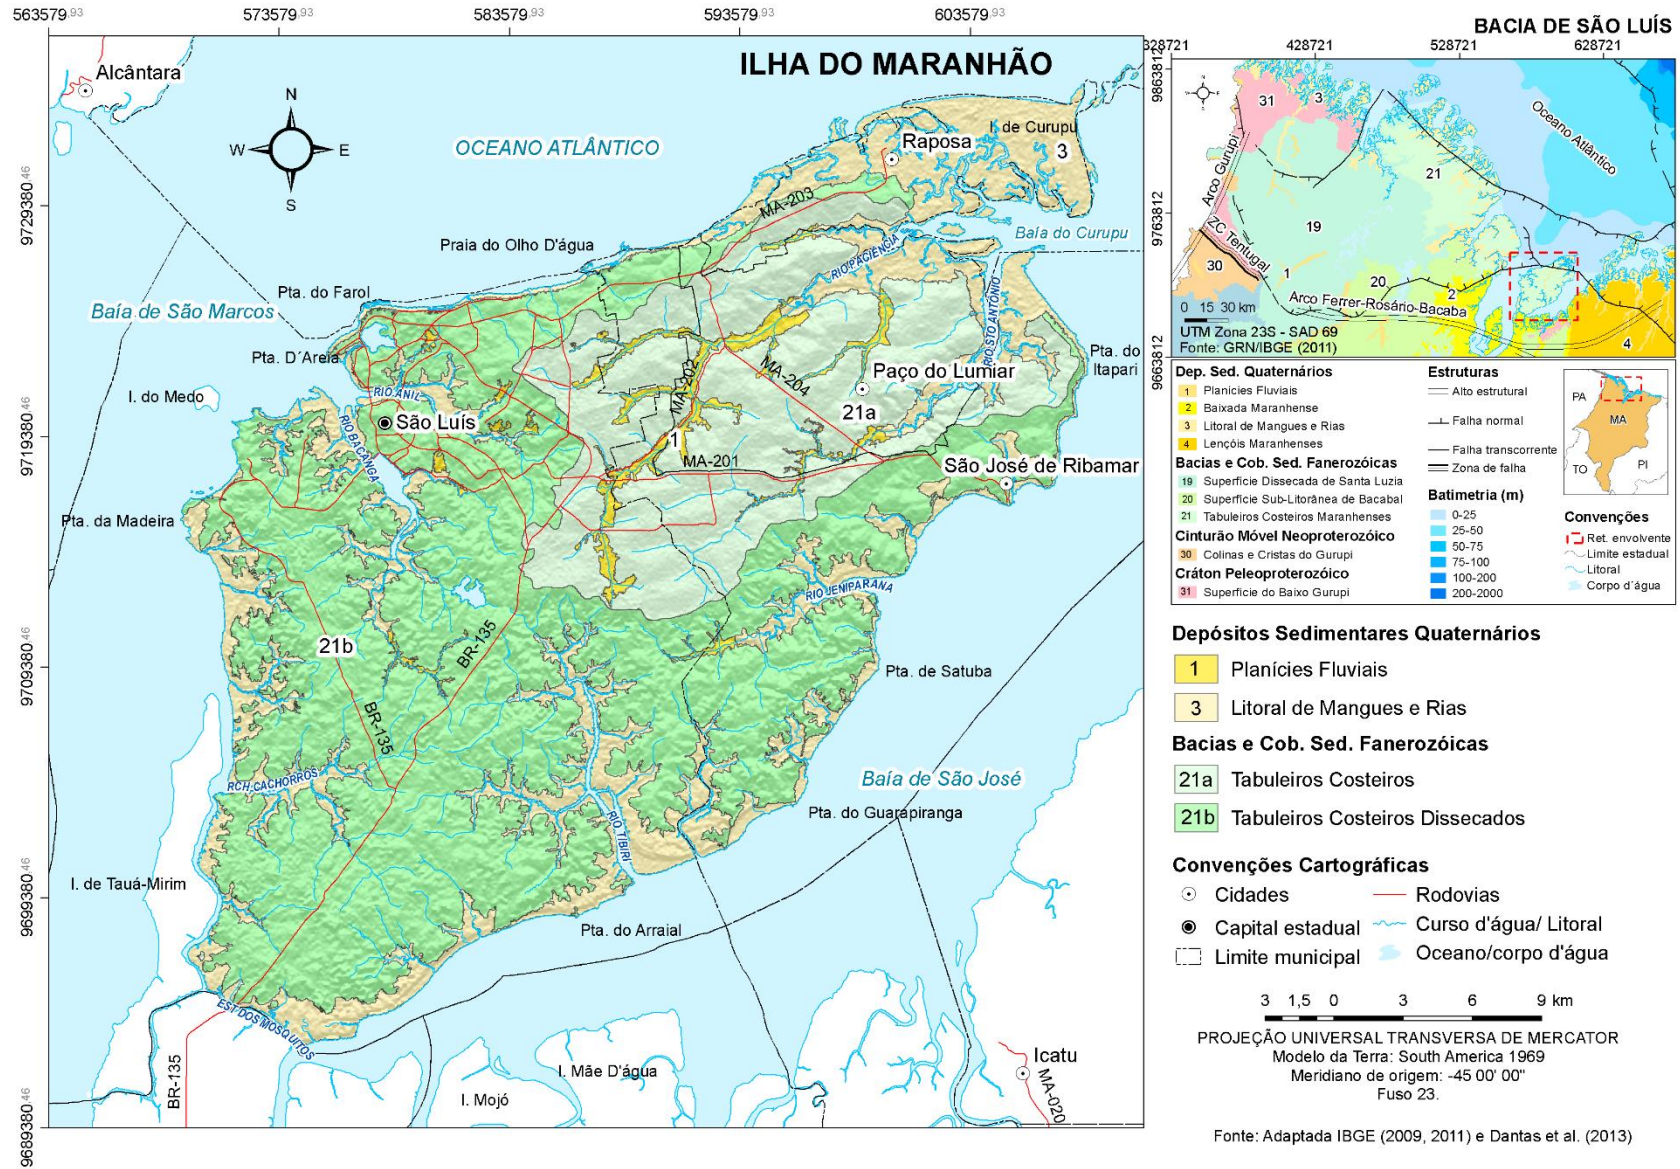 563579,93
573579,93
583579,93
593579,93
603579,93
ILHA DO MARANHÃO
Alcântara
N
W
E
S
OCEANO ATLÂNTICO
I. de Curupu
Raposa
3
MA-203
9729380,46
Praia do Olho D'água
Baía do Curupu
RIO PACIÊNCIA
RIO STO ANTÔNIO
Pta. do Farol
Baía de São Marcos
Pta. D´Areia
Pta. do
Itapari
MA-202
MA-204
Paço do Lumiar
I. do Medo
RIO ANIL
São Luís
21a
RIO BACANGA
1
9719380,46
MA-201
São José de Ribamar
Pta. da Madeira
RIO JENIPARANA
21b
BR-135
Pta. de Satuba
9709380,46
BR-135
RCH CACHORROS
Baía de São José
Pta. do Guarapiranga
RIO TIBIRI
I. de Tauá-Mirim
9699380,46
Pta. do Arraial
EST DOS MOSQUITOS
BR-135
I. Mãe D'água
I. Mojó
Icatu
MA-020
9689380,46
BACIA DE SÃO LUÍS
328721
428721
528721
628721
9863812
9763812
9663812
N
31
3
Oceano Atlântico
Arco Gurupi
21
19
ZC Tentugal
30
1
20
2
Arco Ferrer-Rosário-Bacaba
4
0 15 30 km
UTM Zona 23S - SAD 69
Fonte: GRN/IBGE (2011)
Dep. Sed. Quaternários
1 Planícies Fluviais
2 Baixada Maranhense
3 Litoral de Mangues e Rias
4 Lençóis Maranhenses
Bacias e Cob. Sed. Fanerozóicas
19 Superfície Dissecada de Santa Luzia
20 Superfície Sub-Litorânea de Bacabal
21 Tabuleiros Costeiros Maranhenses
Cinturão Móvel Neoproterozóico
30 Colinas e Cristas do Gurupi
Cráton Peleoproterozóico
31 Superfície do Baixo Gurupi
Estruturas
Alto estrutural
Falha normal
Falha transcorrente
Zona de falha
Batimetria (m)
0-25
25-50
50-75
75-100
100-200
200-2000
PA
MA
TO
PI
Convenções
Ret. envolvente
Limite estadual
Litoral
Corpo d´água
Depósitos Sedimentares Quaternários
1 Planícies Fluviais
3 Litoral de Mangues e Rias
Bacias e Cob. Sed. Fanerozóicas
21a Tabuleiros Costeiros
21b Tabuleiros Costeiros Dissecados
Convenções Cartográficas
Cidades
Rodovias
Capital estadual
Curso d'água/ Litoral
Limite municipal
Oceano/corpo d'água
3 1,5 0 3 6 9 km
PROJEÇÃO UNIVERSAL TRANSVERSA DE MERCATOR
Modelo da Terra: South America 1969
Meridiano de origem: -45 00' 00"
Fuso 23.
Fonte: Adaptada IBGE (2009, 2011) e Dantas et al. (2013)